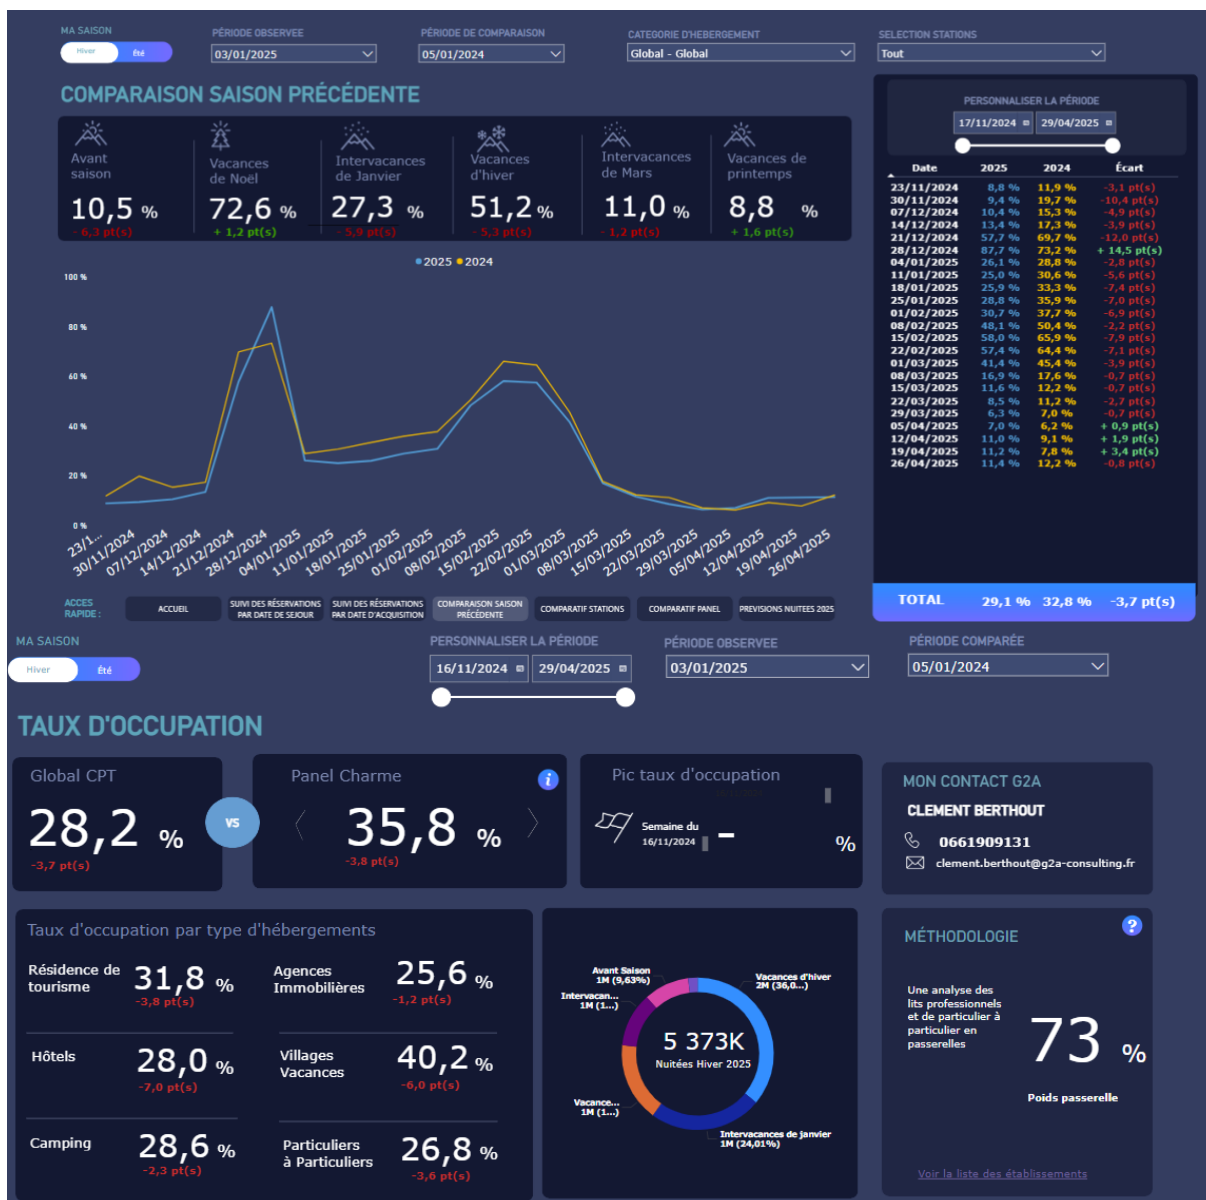 MA SAISON
PÉRIODE OBSERVEE
PÉRIODE DE COMPARAISON
CATEGORIE D'HEBERGEMENT
SELECTION STATIONS
Hiver
Été
03/01/2025
05/01/2024
Global - Global
Tout
COMPARAISON SAISON PRÉCÉDENTE
Avant saison
10,5 %
- 6,3 pt(s)
Vacances de Noël
72,6 %
+ 1,2 pt(s)
Intervacances de Janvier
27,3 %
- 5,9 pt(s)
Vacances d'hiver
51,2 %
- 5,3 pt(s)
Intervacances de Mars
11,0 %
- 1,2 pt(s)
Vacances de printemps
8,8 %
+ 1,6 pt(s)
PERSONNALISER LA PÉRIODE
17/11/2024
29/04/2025
Date 2025 2024 Écart
23/11/2024 8,8 % 11,9 % -3,1 pt(s)
30/11/2024 9,4 % 19,7 % -10,4 pt(s)
07/12/2024 10,4 % 15,3 % -4,9 pt(s)
14/12/2024 13,4 % 17,3 % -3,9 pt(s)
21/12/2024 57,7 % 69,7 % -12,0 pt(s)
28/12/2024 87,7 % 73,2 % + 14,5 pt(s)
04/01/2025 26,1 % 28,8 % -2,8 pt(s)
11/01/2025 25,0 % 30,6 % -5,6 pt(s)
18/01/2025 25,9 % 33,3 % -7,4 pt(s)
25/01/2025 28,8 % 35,9 % -7,0 pt(s)
01/02/2025 30,7 % 37,7 % -6,9 pt(s)
08/02/2025 48,1 % 50,4 % -2,2 pt(s)
15/02/2025 58,0 % 65,9 % -7,9 pt(s)
22/02/2025 57,4 % 64,4 % -7,1 pt(s)
01/03/2025 41,4 % 45,4 % -3,9 pt(s)
08/03/2025 16,9 % 17,6 % -0,7 pt(s)
15/03/2025 11,6 % 12,2 % -0,7 pt(s)
22/03/2025 8,5 % 11,2 % -2,7 pt(s)
29/03/2025 6,3 % 7,0 % -0,7 pt(s)
05/04/2025 7,0 % 6,2 % + 0,9 pt(s)
12/04/2025 11,0 % 9,1 % + 1,9 pt(s)
19/04/2025 11,2 % 7,8 % + 3,4 pt(s)
26/04/2025 11,4 % 12,2 % -0,8 pt(s)
TOTAL 29,1 % 32,8 % -3,7 pt(s)
2025 2024
100 %
80 %
60 %
40 %
20 %
0 %
23/1...
30/11/2024
07/12/2024
14/12/2024
21/12/2024
28/12/2024
04/01/2025
11/01/2025
18/01/2025
25/01/2025
01/02/2025
08/02/2025
15/02/2025
22/02/2025
01/03/2025
08/03/2025
15/03/2025
22/03/2025
29/03/2025
05/04/2025
12/04/2025
19/04/2025
26/04/2025
ACCES RAPIDE :
ACCUEIL
SUIVI DES RÉSERVATIONS PAR DATE DE SEJOUR
SUIVI DES RÉSERVATIONS PAR DATE D'ACQUISITION
COMPARAISON SAISON PRÉCÉDENTE
COMPARATIF STATIONS
COMPARATIF PANEL
PREVISIONS NUITEES 2025
MA SAISON
Hiver
Été
PERSONNALISER LA PÉRIODE
16/11/2024
29/04/2025
PÉRIODE OBSERVEE
03/01/2025
PÉRIODE COMPARÉE
05/01/2024
TAUX D'OCCUPATION
Global CPT
28,2 %
-3,7 pt(s)
VS
Panel Charme
i
35,8 %
-3,8 pt(s)
Pic taux d'occupation
Semaine du
16/11/2024
– %
MON CONTACT G2A
CLEMENT BERTHOUT
0661909131
clement.berthout@g2a-consulting.fr
Taux d'occupation par type d'hébergements
Résidence de tourisme
31,8 %
-3,8 pt(s)
Agences Immobilières
25,6 %
-1,2 pt(s)
Hôtels
28,0 %
-7,0 pt(s)
Villages Vacances
40,2 %
-6,0 pt(s)
Camping
28,6 %
-2,3 pt(s)
Particuliers à Particuliers
26,8 %
-3,6 pt(s)
Avant Saison
1M (9,63%)
Vacances d'hiver
2M (36,0...)
Intervacan...
1M (1...)
5 373K
Nuitées Hiver 2025
Vacance...
1M (1...)
Intervacances de janvier
1M (24,01%)
MÉTHODOLOGIE
?
Une analyse des
lits professionnels
et de particulier à
particulier en
passerelles
73 %
Poids passerelle
Voir la liste des établissements